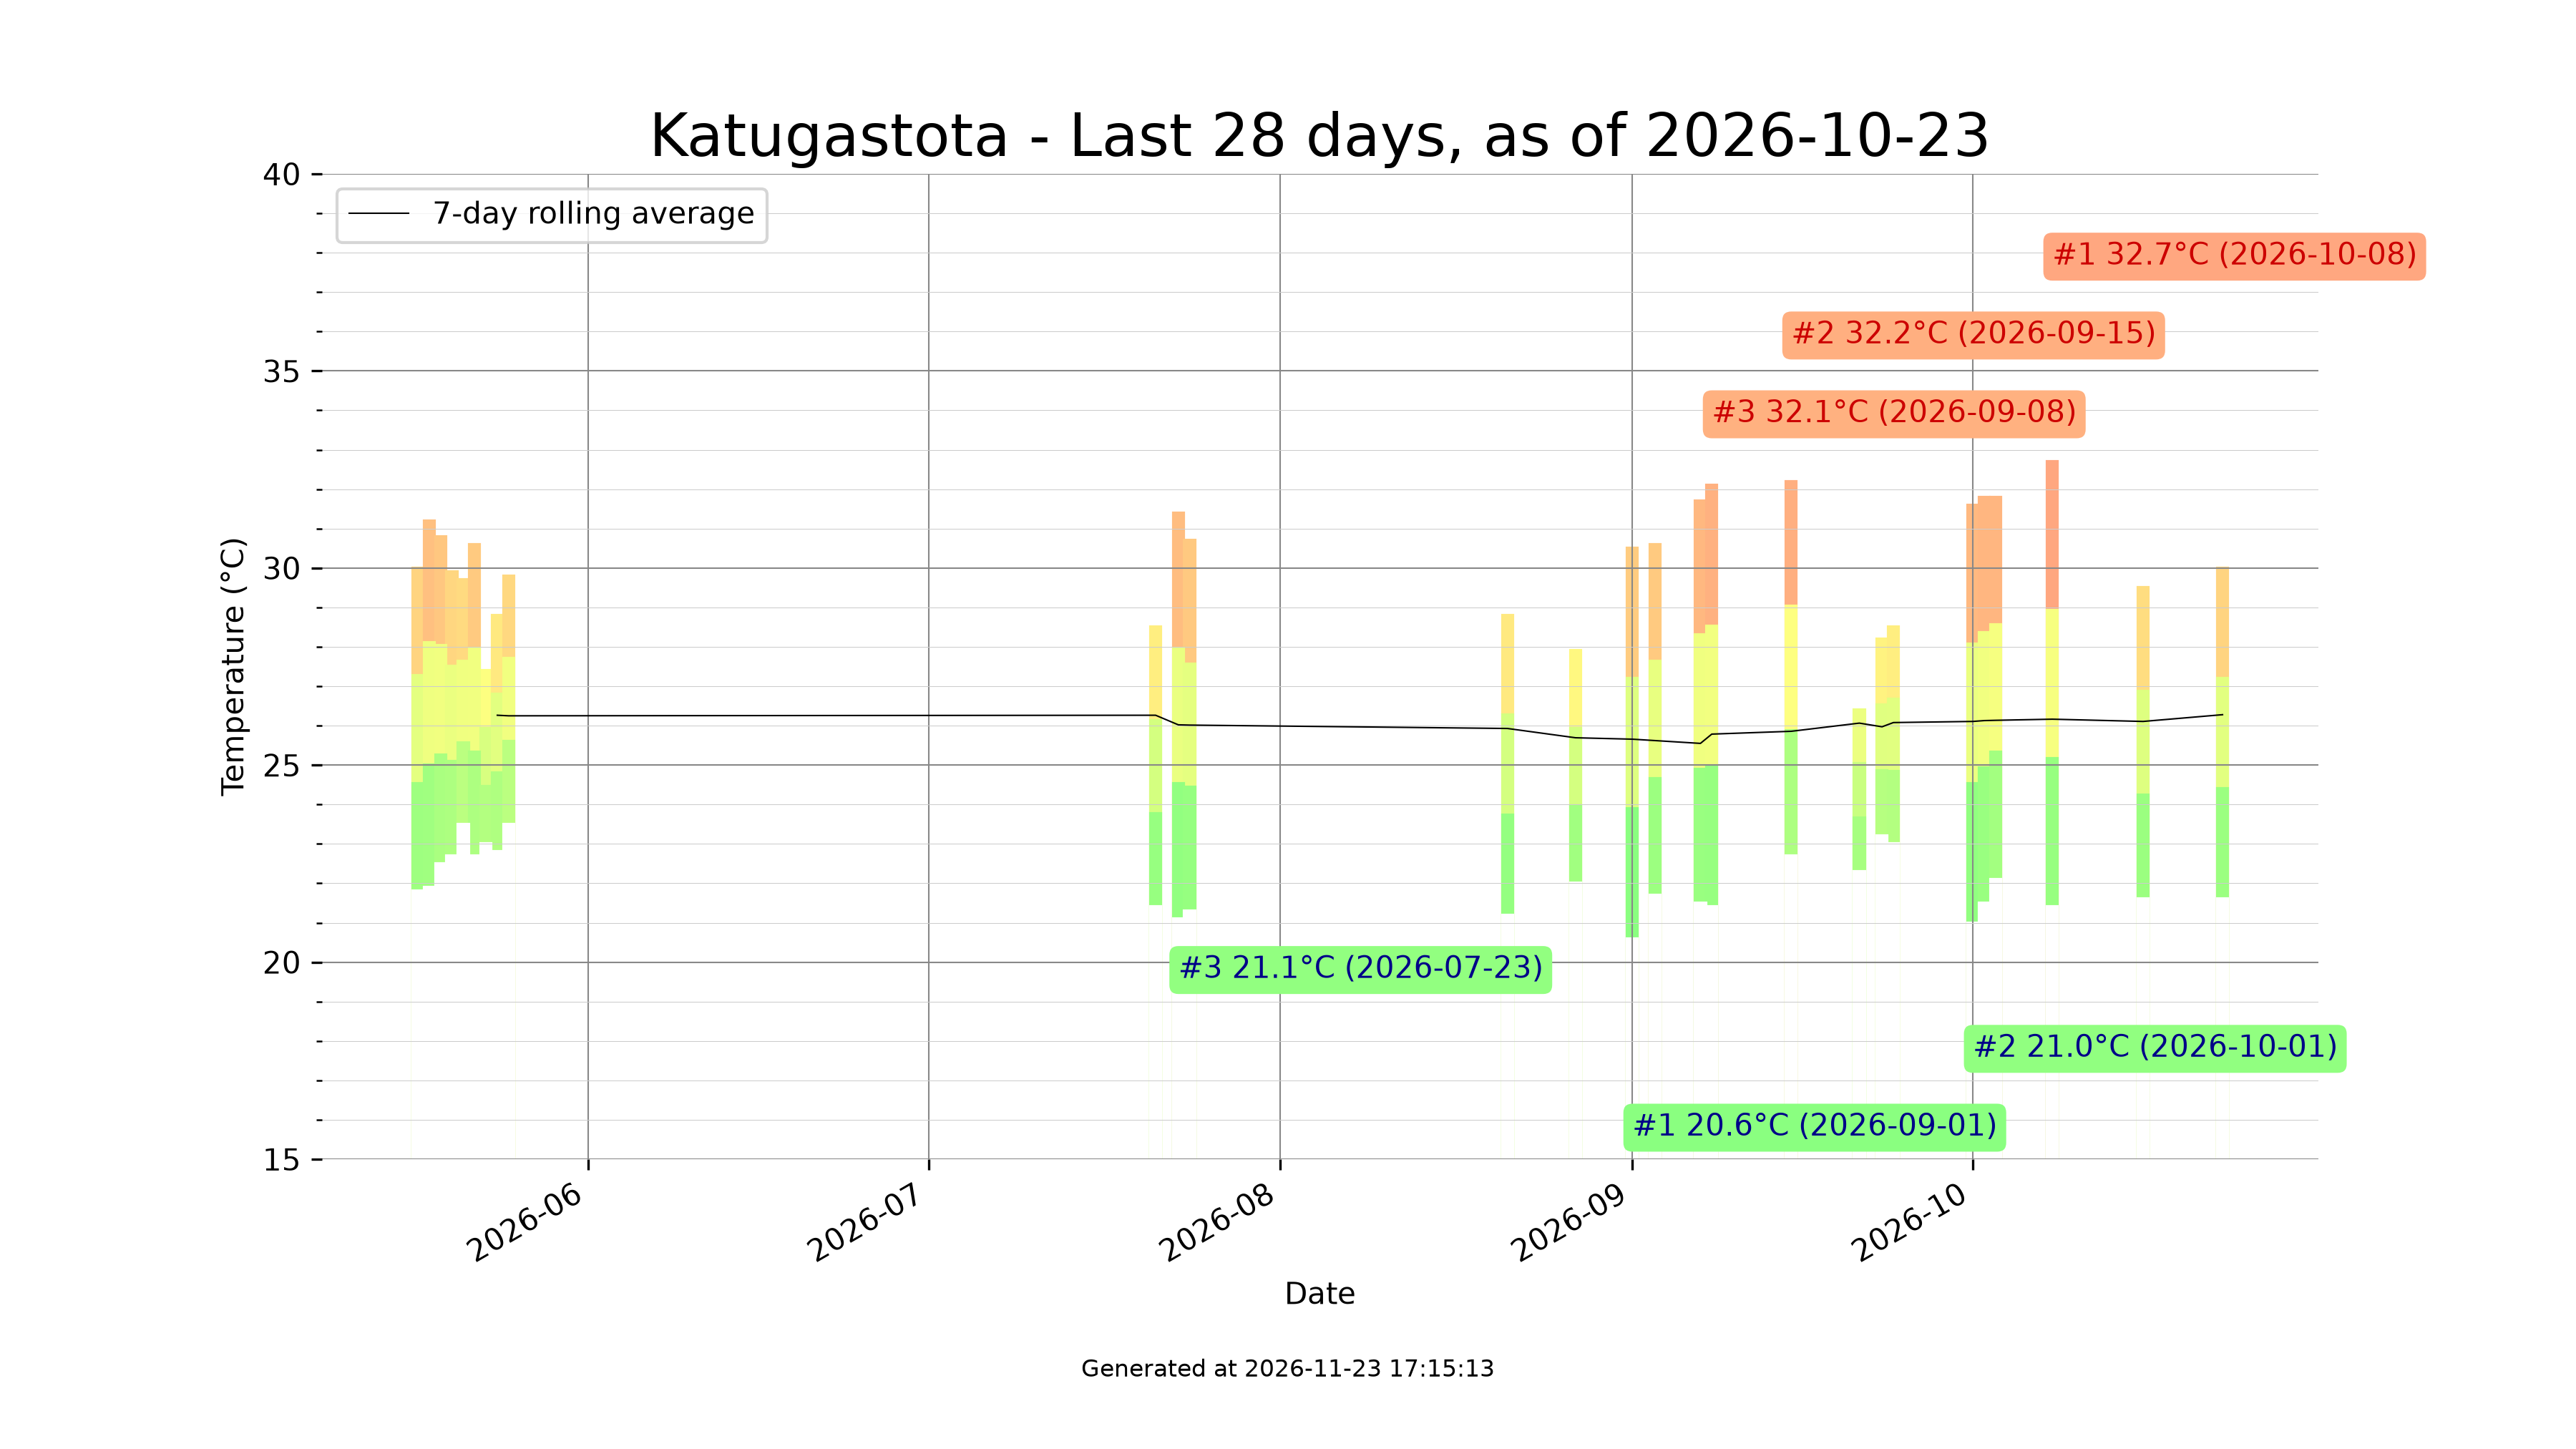 Katugastota - Last 28 days, as of 2026-10-23
7-day rolling average
#1 32.7°C (2026-10-08)
#2 32.2°C (2026-09-15)
#3 32.1°C (2026-09-08)
#3 21.1°C (2026-07-23)
#2 21.0°C (2026-10-01)
#1 20.6°C (2026-09-01)
Temperature (°C)
40
35
30
25
20
15
2026-06
2026-07
2026-08
2026-09
2026-10
Date
Generated at 2026-11-23 17:15:13